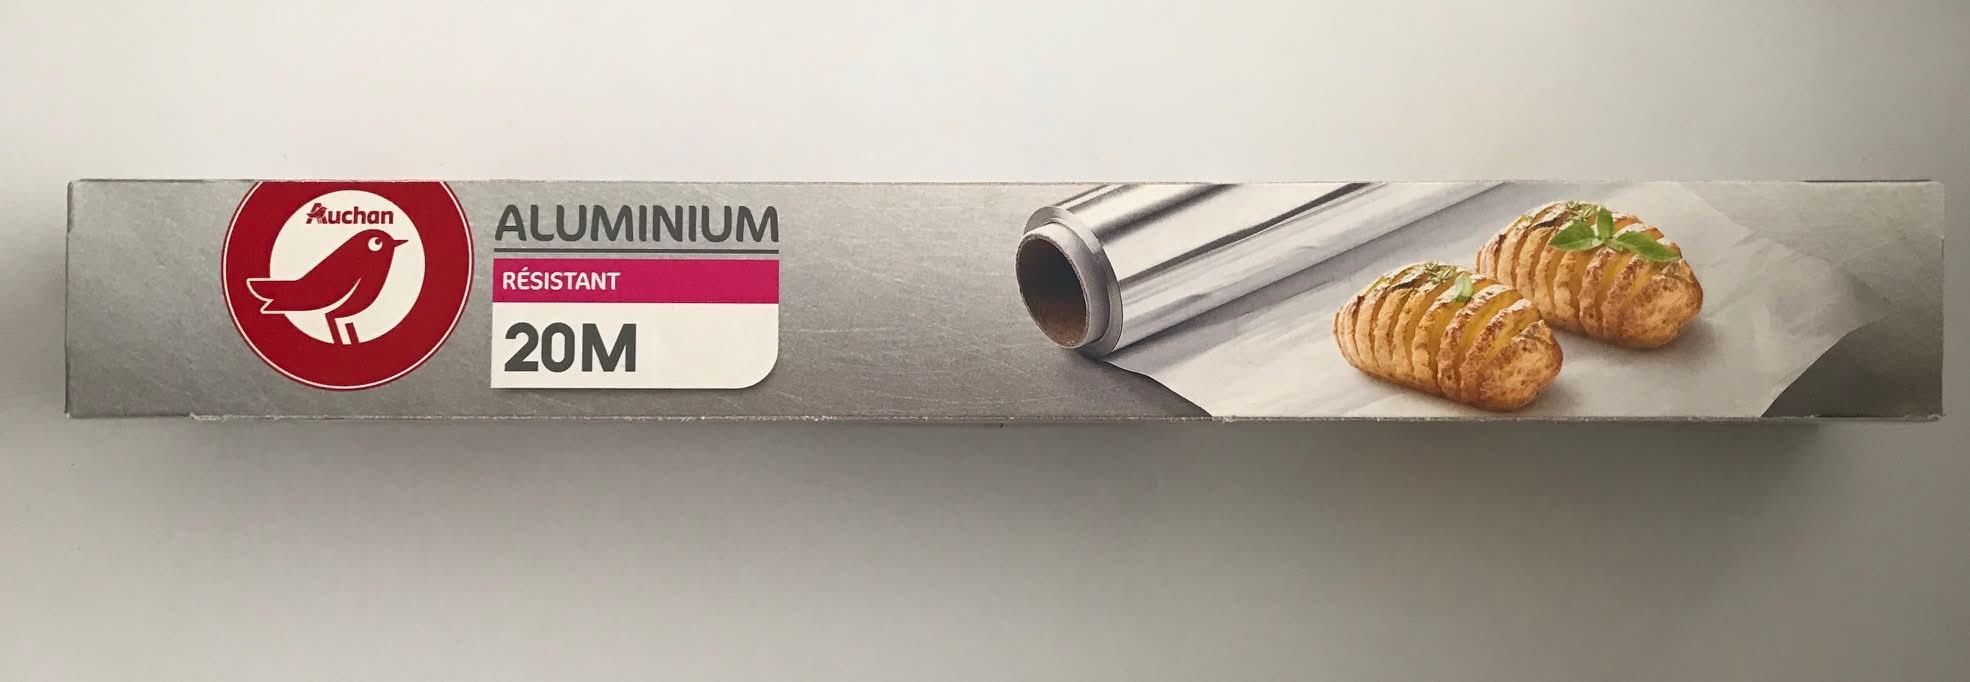 Auchan
ALUMINIUM
RÉSISTANT
20M